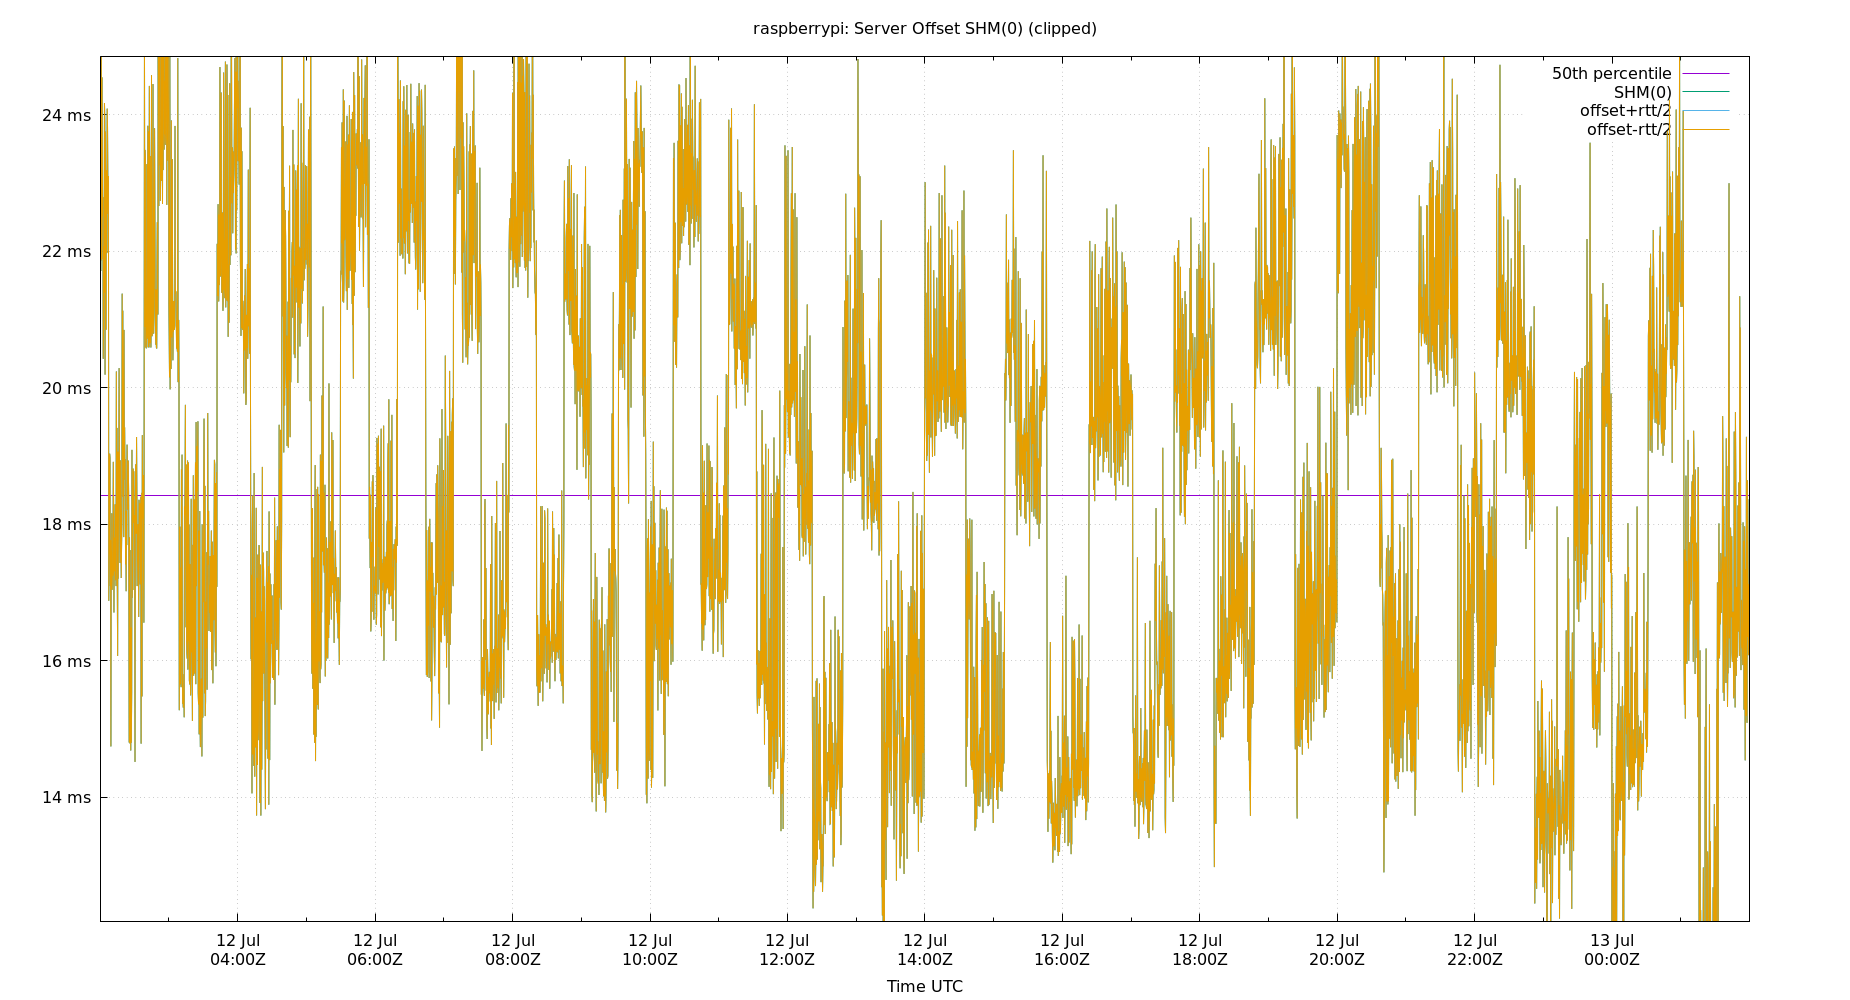 raspberrypi: Server Offset SHM(0) (clipped)
50th percentile
SHM(0)
offset+rtt/2
offset-rtt/2
24 ms
22 ms
20 ms
18 ms
16 ms
14 ms
12 Jul 12 Jul 12 Jul 12 Jul 12 Jul 12 Jul 12 Jul 12 Jul 12 Jul 12 Jul 13 Jul
04:00Z 06:00Z 08:00Z 10:00Z 12:00Z 14:00Z 16:00Z 18:00Z 20:00Z 22:00Z 00:00Z
Time UTC